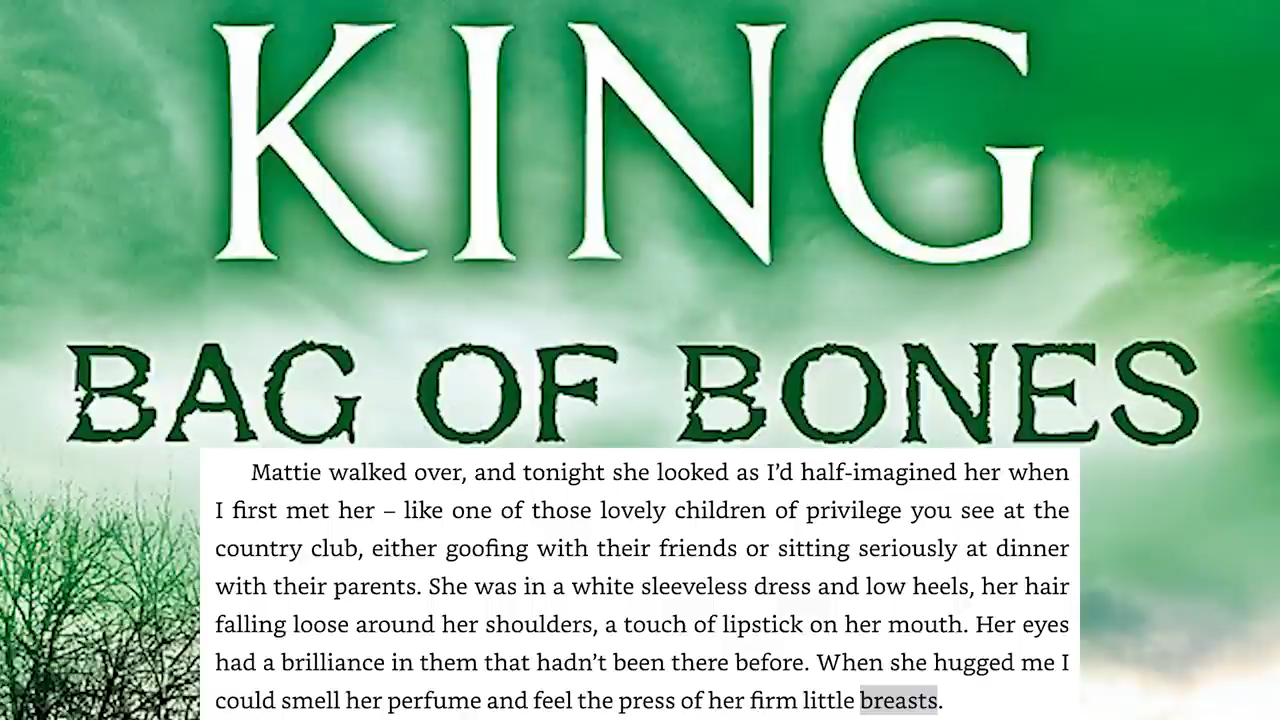 KING
BAG OF BONES
Mattie walked over, and tonight she looked as I’d half-imagined her when
I first met her – like one of those lovely children of privilege you see at the
country club, either goofing with their friends or sitting seriously at dinner
with their parents. She was in a white sleeveless dress and low heels, her hair
falling loose around her shoulders, a touch of lipstick on her mouth. Her eyes
had a brilliance in them that hadn’t been there before. When she hugged me I
could smell her perfume and feel the press of her firm little breasts.